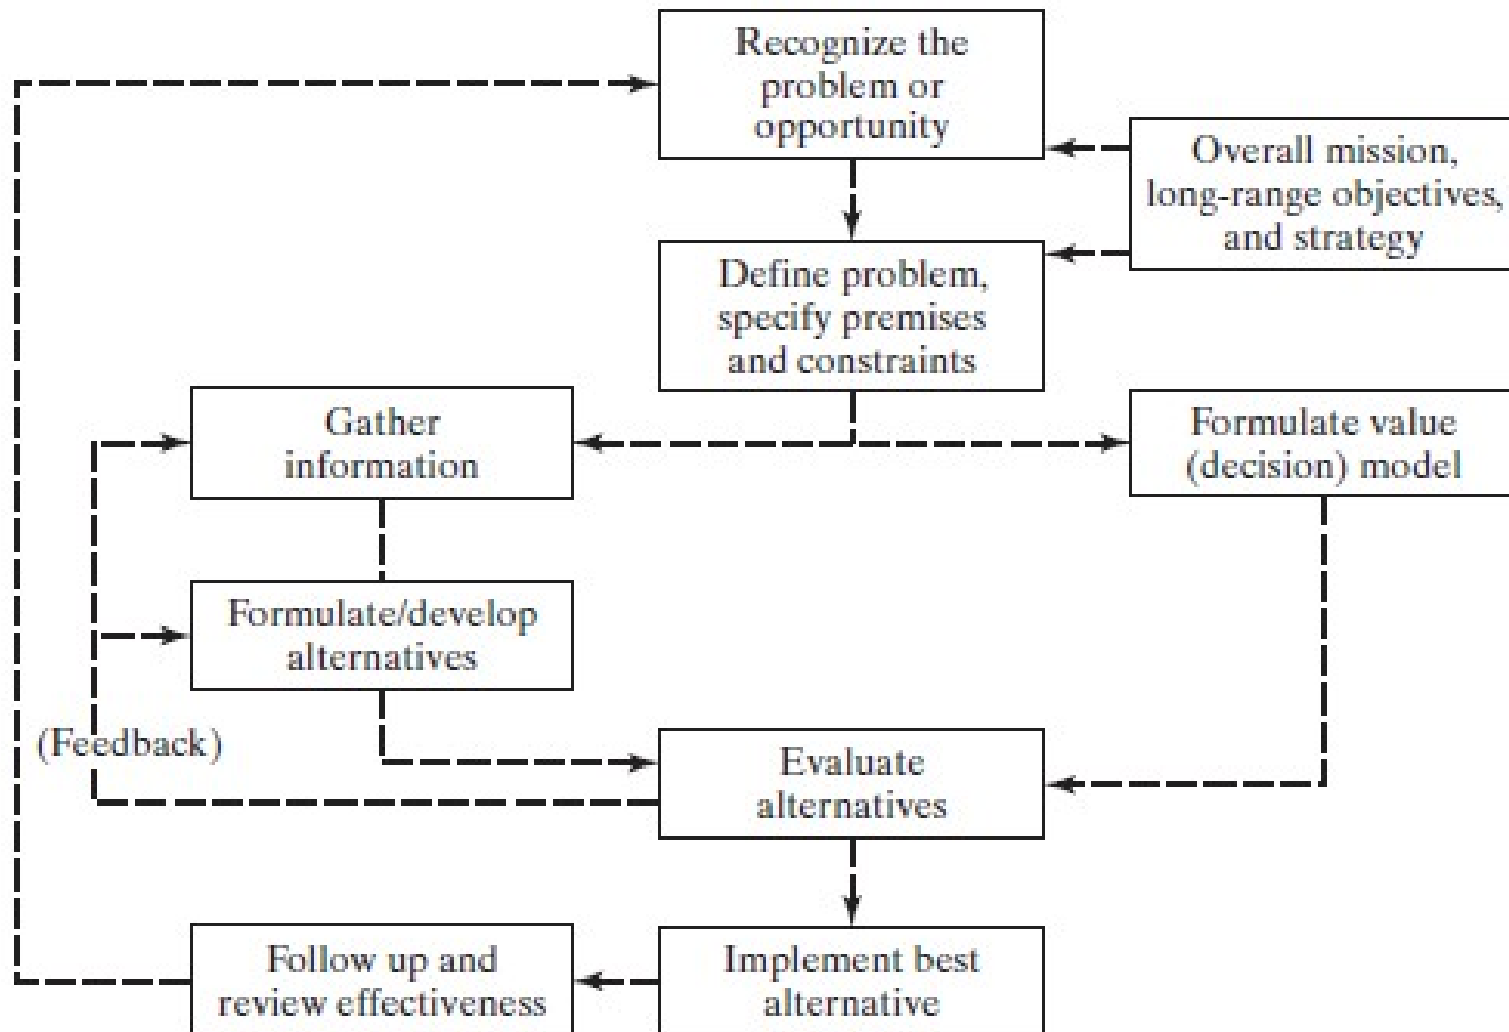 Recognize the
problem or
opportunity
Overall mission,
long-range objectives,
and strategy
Define problem,
specify premises
and constraints
Gather
information
Formulate value
(decision) model
Formulate/develop
alternatives
(Feedback)
Evaluate
alternatives
Follow up and
review effectiveness
Implement best
alternative